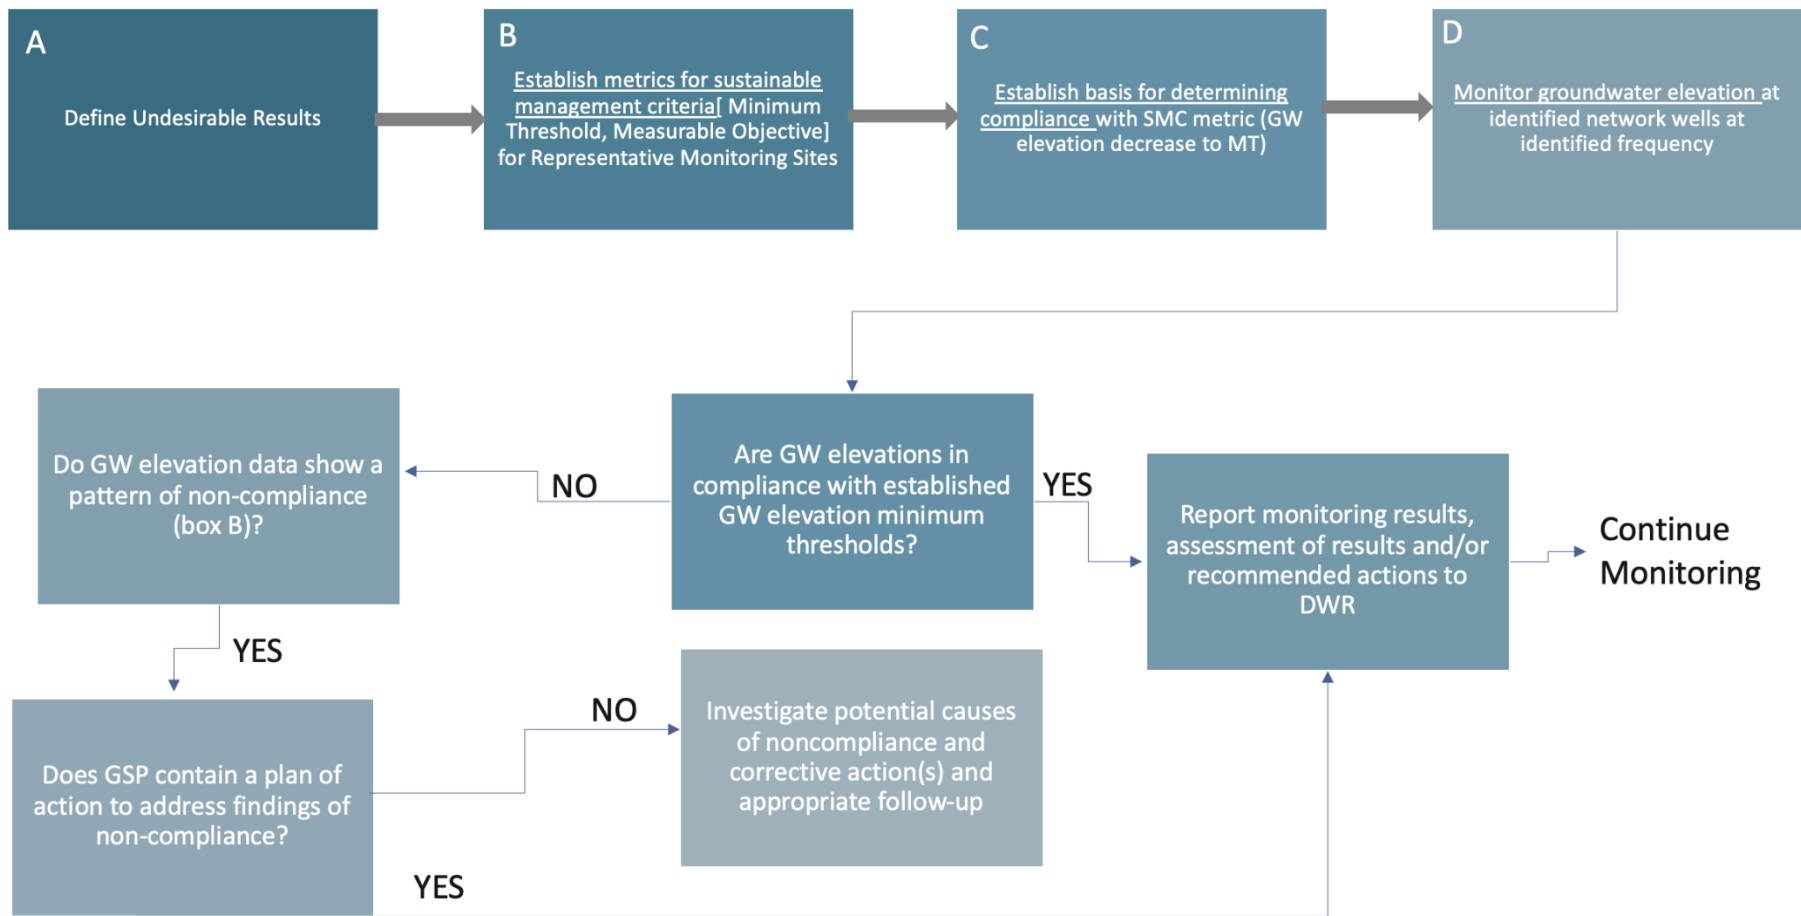 A
Define Undesirable Results
B
Establish metrics for sustainable
management criteria[ Minimum
Threshold, Measurable Objective]
for Representative Monitoring Sites
C
Establish basis for determining
compliance with SMC metric (GW
elevation decrease to MT)
D
Monitor groundwater elevation at
identified network wells at
identified frequency
Are GW elevations in
compliance with established
GW elevation minimum
thresholds?
NO
YES
Do GW elevation data show a
pattern of non-compliance
(box B)?
YES
Report monitoring results,
assessment of results and/or
recommended actions to
DWR
Continue
Monitoring
Does GSP contain a plan of
action to address findings of
non-compliance?
NO
Investigate potential causes
of noncompliance and
corrective action(s) and
appropriate follow-up
YES